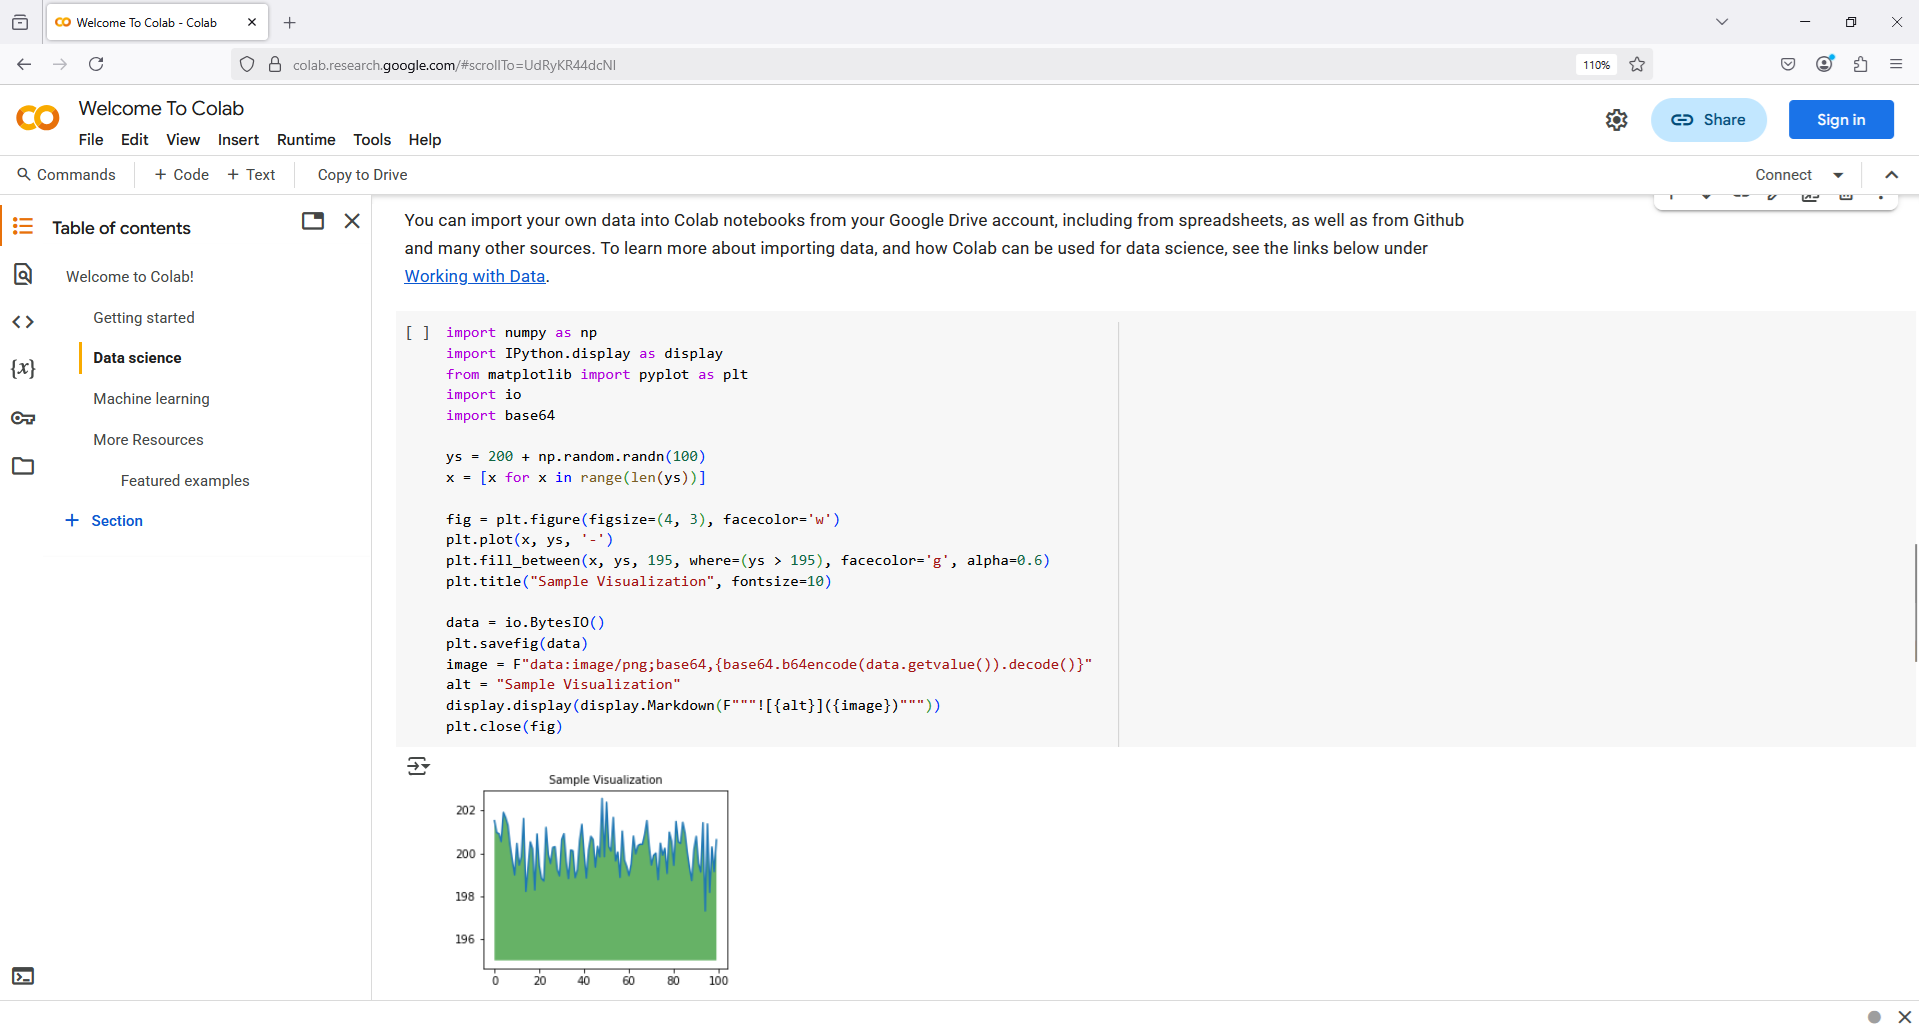 Welcome To Colab - Colab
colab.research.google.com/#scrollTo=UdRyKR44dcNI
110%
Welcome To Colab
File Edit View Insert Runtime Tools Help
Share
Sign in
Commands
+ Code + Text
Copy to Drive
Connect
Table of contents
Welcome to Colab!
Getting started
Data science
Machine learning
More Resources
Featured examples
+ Section
You can import your own data into Colab notebooks from your Google Drive account, including from spreadsheets, as well as from Github
and many other sources. To learn more about importing data, and how Colab can be used for data science, see the links below under
Working with Data.
[ ] import numpy as np
import IPython.display as display
from matplotlib import pyplot as plt
import io
import base64
ys = 200 + np.random.randn(100)
x = [x for x in range(len(ys))]
fig = plt.figure(figsize=(4, 3), facecolor='w')
plt.plot(x, ys, '-')
plt.fill_between(x, ys, 195, where=(ys > 195), facecolor='g', alpha=0.6)
plt.title("Sample Visualization", fontsize=10)
data = io.BytesIO()
plt.savefig(data)
image = F"data:image/png;base64,{base64.b64encode(data.getvalue()).decode()}"
alt = "Sample Visualization"
display.display(display.Markdown(F"""![{alt}]({image})"""))
plt.close(fig)
Sample Visualization
202
200
198
196
0 20 40 60 80 100